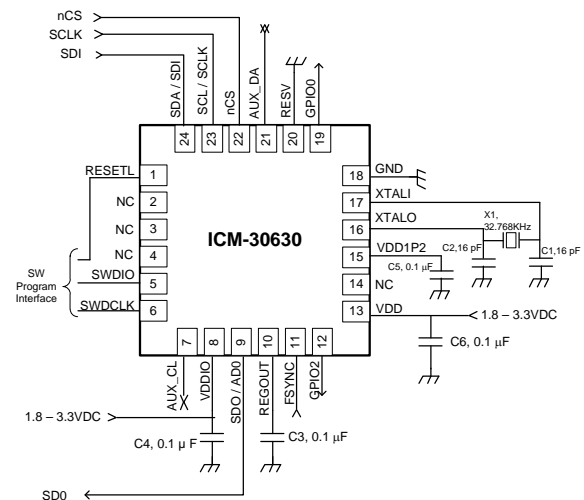 nCS
SCLK
SDI
SDA / SDI
SCL / SCLK
nCS
AUX_DA
RESV
GPIO0
24
23
22
21
20
19
RESETL
1
NC
2
NC
3
NC
4
SW
Program
Interface
SWDIO
5
SWDCLK
6
ICM-30630
18
GND
17
XTALI
16
XTALO
X1,
32.768KHz
C2,16 pF
C1,16 pF
15
VDD1P2
C5, 0.1 µF
14
NC
13
VDD
1.8 – 3.3VDC
C6, 0.1 µF
7
8
9
10
11
12
AUX_CL
VDDIO
SDO / AD0
REGOUT
FSYNC
GPIO2
1.8 – 3.3VDC
C4, 0.1 µ F
C3, 0.1 µF
SD0